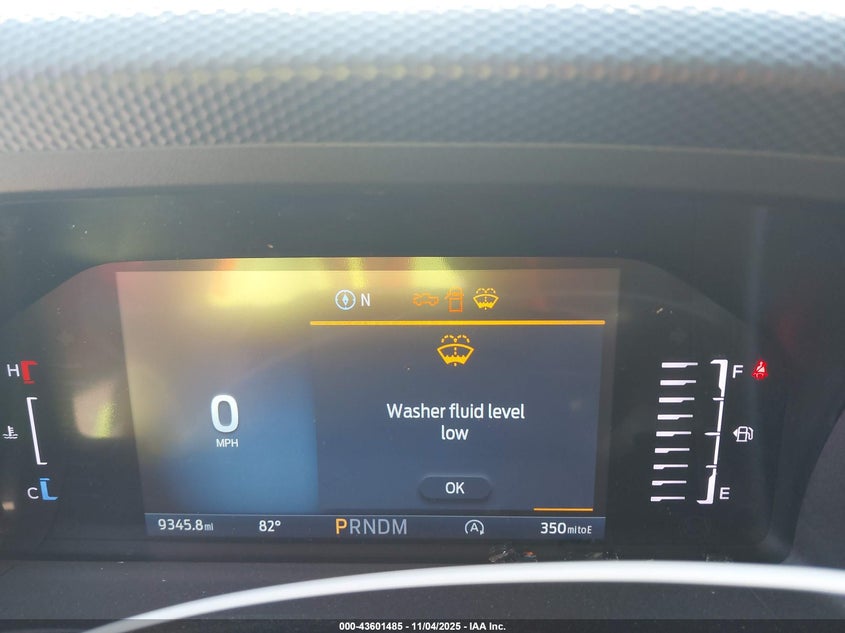 N
H
F
Washer fluid level
low
0
MPH
C
E
OK
9345.8mi
82°
PRNDM
A
350mitoE
000-43601485 - 11/04/2025 - IAA Inc.